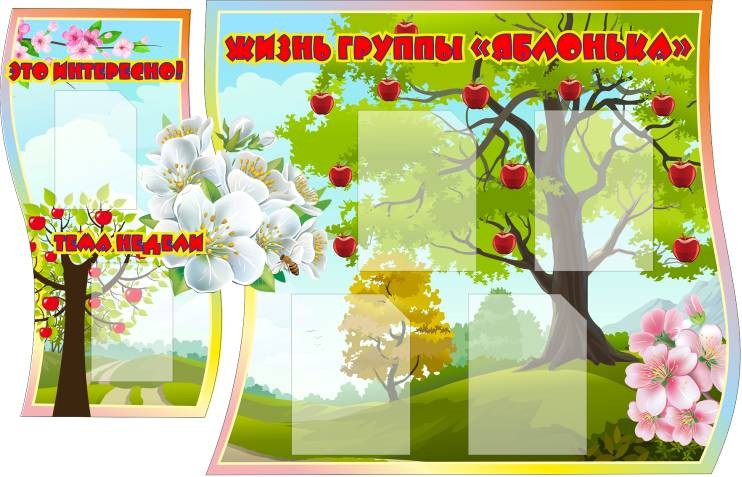 ЭТО ИНТЕРЕСНО!
ЖИЗНЬ ГРУППЫ «ЯБЛОНЬКА»
ТЕМА НЕДЕЛИ